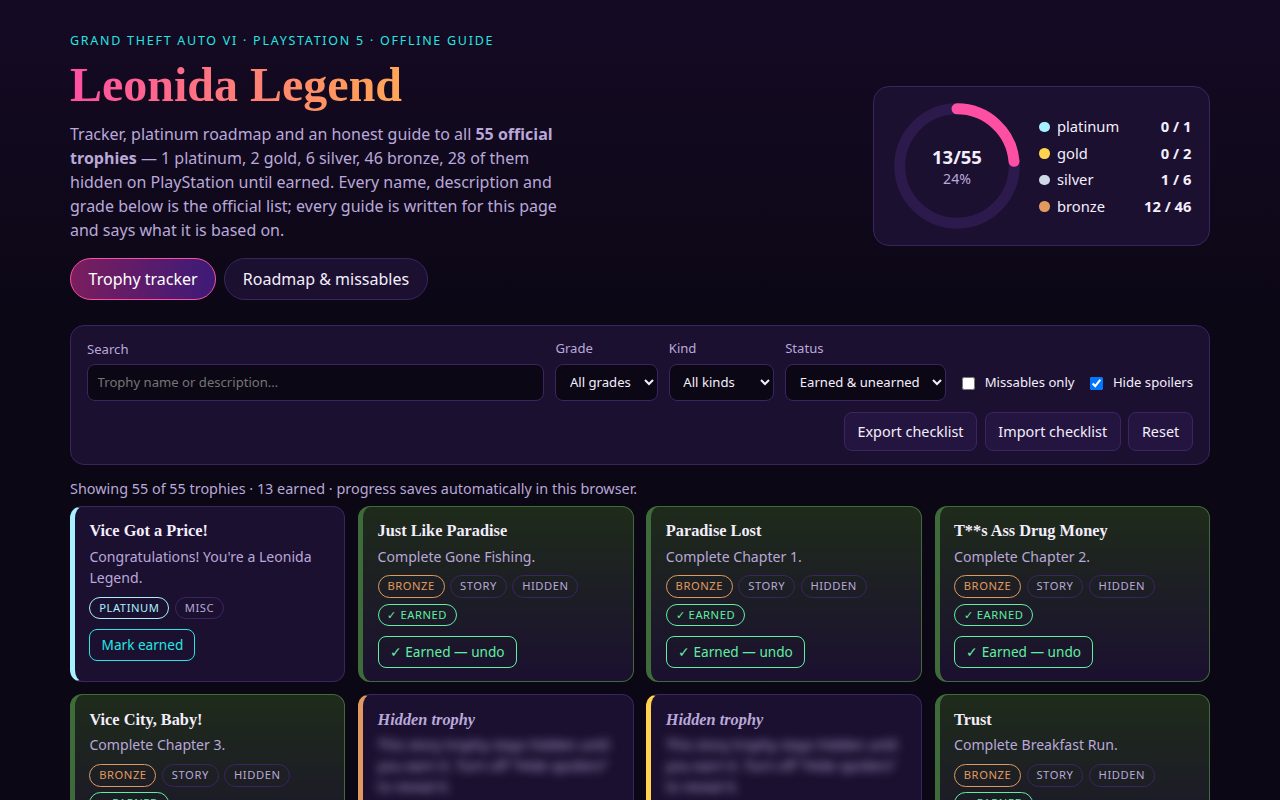 GRAND THEFT AUTO VI · PLAYSTATION 5 · OFFLINE GUIDE
Leonida Legend
Tracker, platinum roadmap and an honest guide to all 55 official
trophies — 1 platinum, 2 gold, 6 silver, 46 bronze, 28 of them
hidden on PlayStation until earned. Every name, description and
grade below is the official list; every guide is written for this page
and says what it is based on.
13/55
24%
platinum 0 / 1
gold 0 / 2
silver 1 / 6
bronze 12 / 46
Trophy tracker Roadmap & missables
Search Grade Kind Status
Trophy name or description... All grades All kinds Earned & unearned Missables only Hide spoilers
Export checklist Import checklist Reset
Showing 55 of 55 trophies · 13 earned · progress saves automatically in this browser.
Vice Got a Price!
Congratulations! You're a Leonida
Legend.
PLATINUM MISC
Mark earned
Just Like Paradise
Complete Gone Fishing.
BRONZE STORY HIDDEN
✓ EARNED
✓ Earned — undo
Paradise Lost
Complete Chapter 1.
BRONZE STORY HIDDEN
✓ EARNED
✓ Earned — undo
T**s Ass Drug Money
Complete Chapter 2.
BRONZE STORY HIDDEN
✓ EARNED
✓ Earned — undo
Vice City, Baby!
Complete Chapter 3.
BRONZE STORY HIDDEN
Hidden trophy
Hidden trophy
Trust
Complete Breakfast Run.
BRONZE STORY HIDDEN